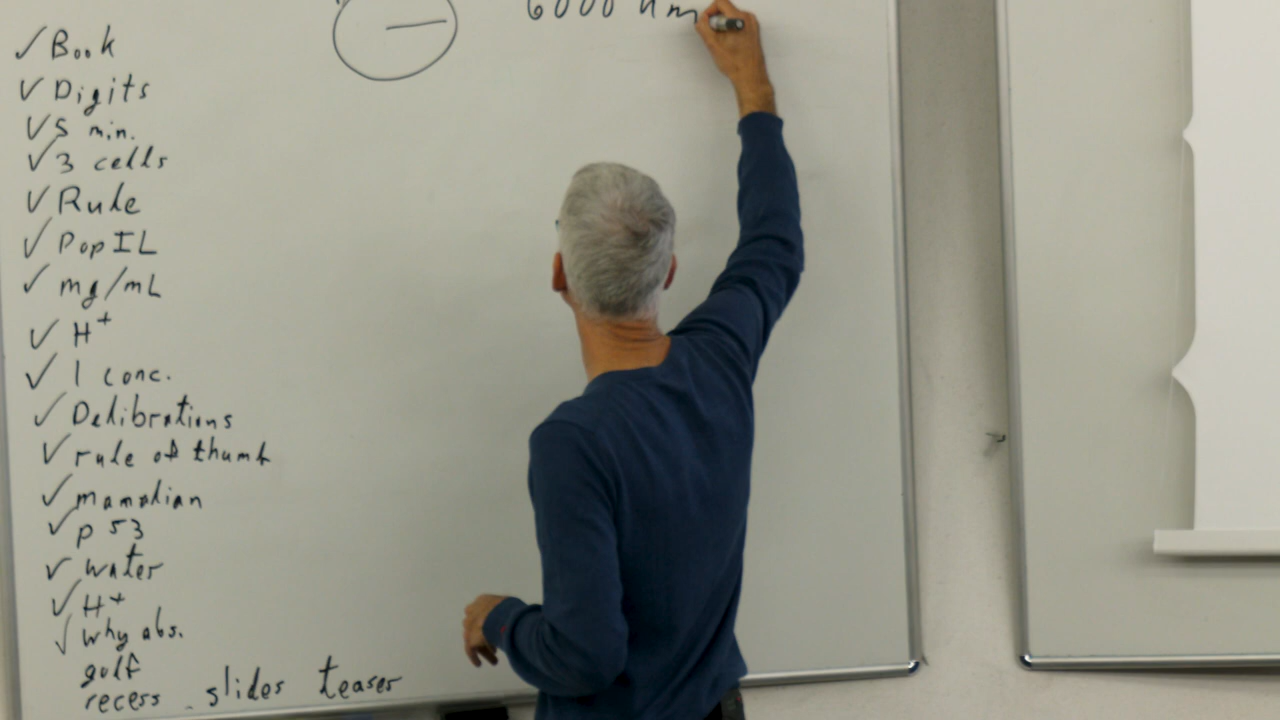 6000 nm
✓ Book
✓ Digits
✓ 5 min.
✓ 3 cells
✓ Rule
✓ PopIL
✓ mg/mL
✓ H+
✓ 1 conc.
✓ Delibrations
✓ rule of thumb
✓ mamalian
✓ p53
✓ water
✓ H+
✓ why abs.
golf
recess - slides teaser